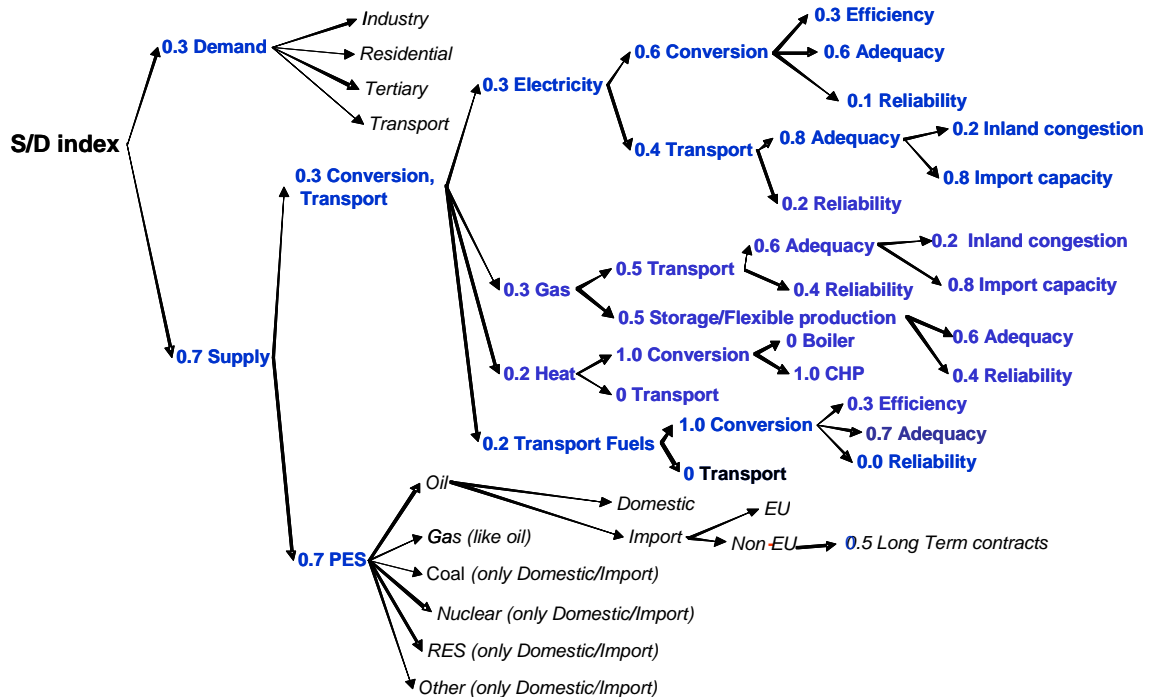 S/D index
0.3 Demand
Industry
Residential
Tertiary
Transport
0.7 Supply
0.3 Conversion,
Transport
0.3 Electricity
0.6 Conversion
0.3 Efficiency
0.6 Adequacy
0.1 Reliability
0.4 Transport
0.8 Adequacy
0.2 Inland congestion
0.8 Import capacity
0.2 Reliability
0.3 Gas
0.5 Transport
0.6 Adequacy
0.2 Inland congestion
0.8 Import capacity
0.4 Reliability
0.5 Storage/Flexible production
0.6 Adequacy
0.4 Reliability
0.2 Heat
1.0 Conversion
0 Boiler
1.0 CHP
0 Transport
0.2 Transport Fuels
1.0 Conversion
0.3 Efficiency
0.7 Adequacy
0.0 Reliability
0 Transport
0.7 PES
Oil
Domestic
Import
EU
Non-EU
0.5 Long Term contracts
Gas (like oil)
Coal (only Domestic/Import)
Nuclear (only Domestic/Import)
RES (only Domestic/Import)
Other (only Domestic/Import)